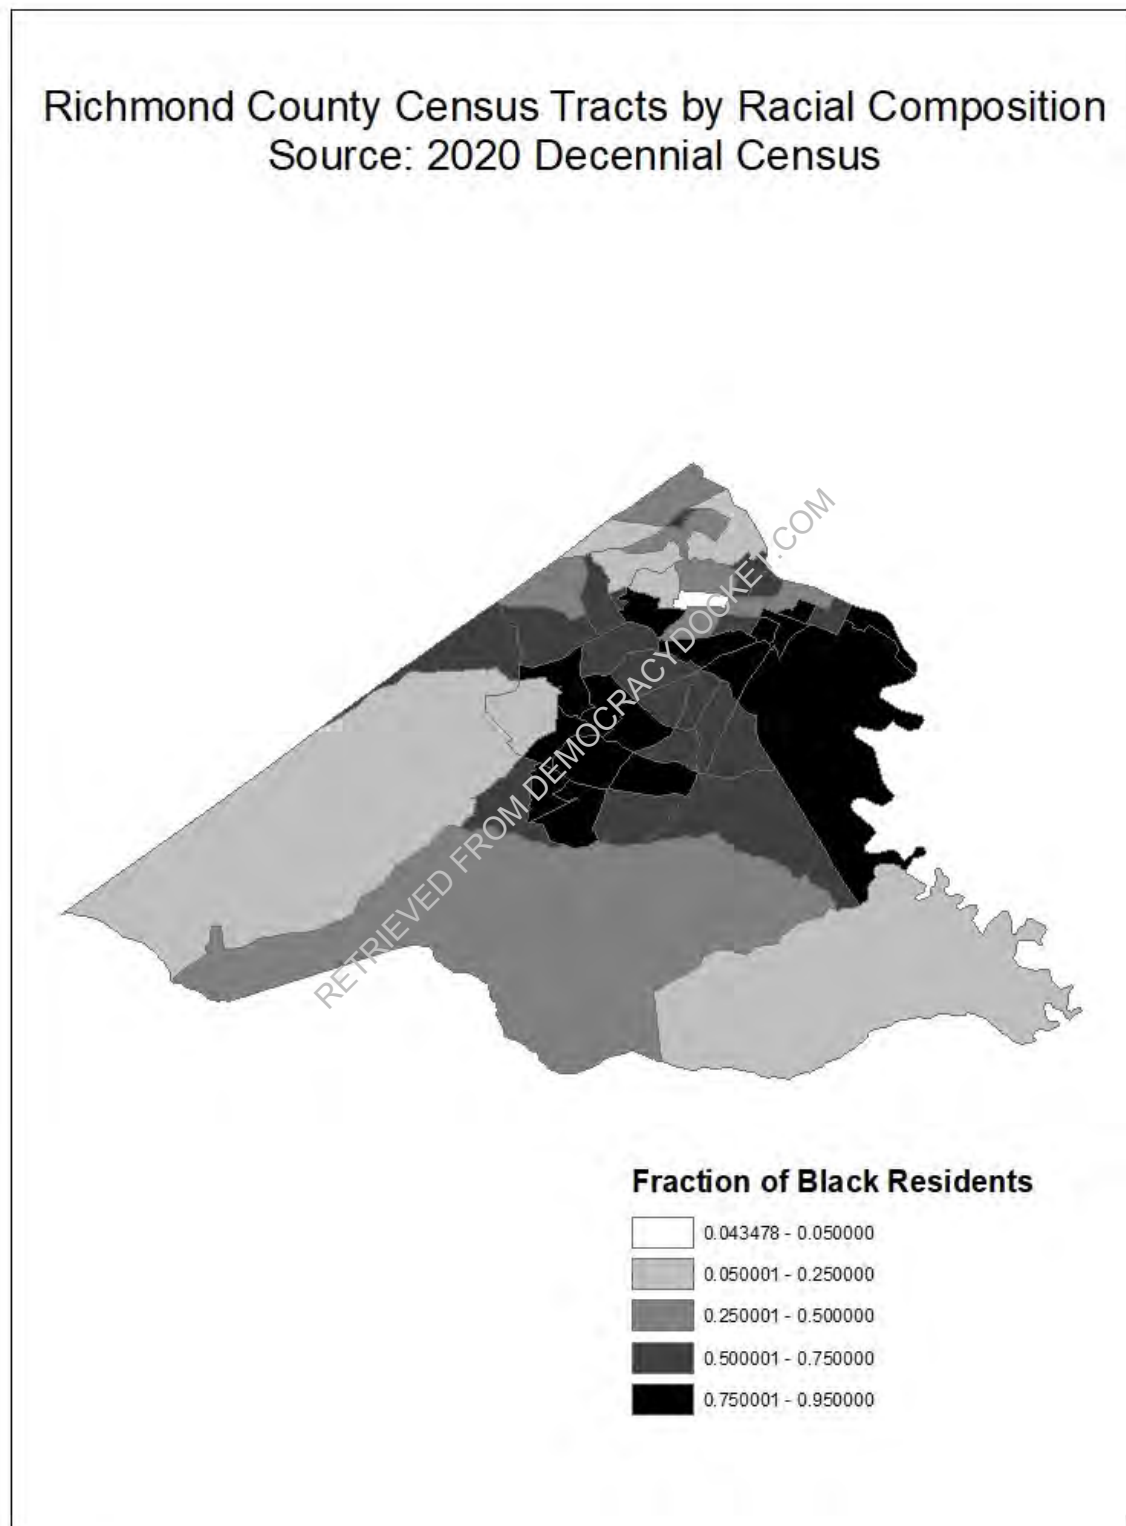 Richmond County Census Tracts by Racial Composition
Source: 2020 Decennial Census
RETRIEVED FROM DEMOCRACYDOCKET.COM
Fraction of Black Residents
0.043478 - 0.050000
0.050001 - 0.250000
0.250001 - 0.500000
0.500001 - 0.750000
0.750001 - 0.950000